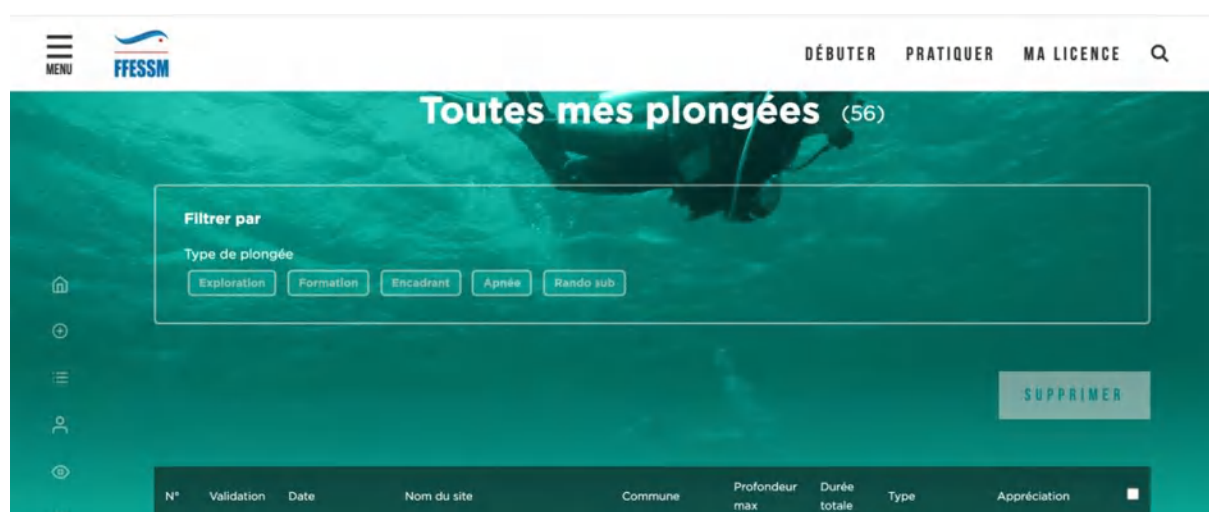 MENU
FFESSM
DÉBUTER PRATIQUER MA LICENCE
Toutes mes plongées (56)
Filtrer par
Type de plongée
Exploration Formation Encadrant Apnée Rando sub
SUPPRIMER
N° Validation Date Nom du site Commune Profondeur max Durée totale Type Appréciation